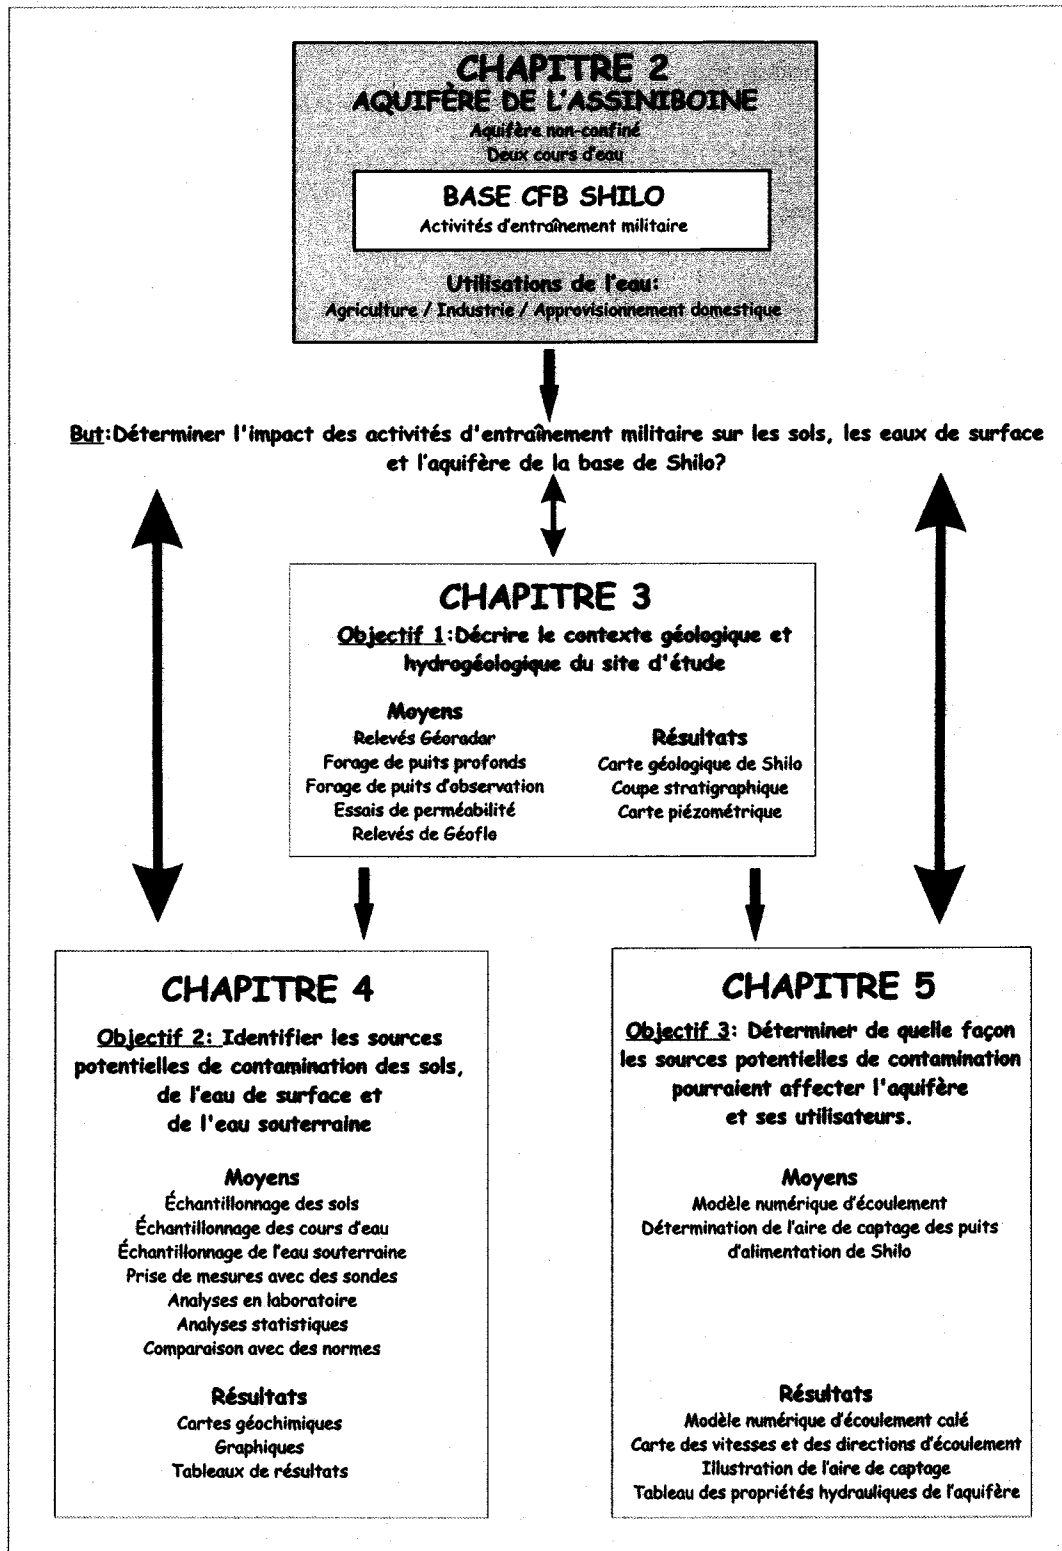 CHAPITRE 2
AQUIFÈRE DE L'ASSINIBOINE
Aquifère non-confiné
Deux cours d'eau
BASE CFB SHILO
Activités d'entraînement militaire
Utilisations de l'eau:
Agriculture / Industrie / Approvisionnement domestique
But:Déterminer l'impact des activités d'entraînement militaire sur les sols, les eaux de surface
et l'aquifère de la base de Shilo?
CHAPITRE 3
Objectif 1:Décrire le contexte géologique et
hydrogéologique du site d'étude
Moyens
Relevés Géoradar
Forage de puits profonds
Forage de puits d'observation
Essais de perméabilité
Relevés de Géoflo
Résultats
Carte géologique de Shilo
Coupe stratigraphique
Carte piézométrique
CHAPITRE 4
Objectif 2: Identifier les sources
potentielles de contamination des sols,
de l'eau de surface et
de l'eau souterraine
Moyens
Échantillonnage des sols
Échantillonnage des cours d'eau
Échantillonnage de l'eau souterraine
Prise de mesures avec des sondes
Analyses en laboratoire
Analyses statistiques
Comparaison avec des normes
Résultats
Cartes géochimiques
Graphiques
Tableaux de résultats
CHAPITRE 5
Objectif 3: Déterminer de quelle façon
les sources potentielles de contamination
pourraient affecter l'aquifère
et ses utilisateurs.
Moyens
Modèle numérique d'écoulement
Détermination de l'aire de captage des puits
d'alimentation de Shilo
Résultats
Modèle numérique d'écoulement calé
Carte des vitesses et des directions d'écoulement
Illustration de l'aire de captage
Tableau des propriétés hydrauliques de l'aquifère